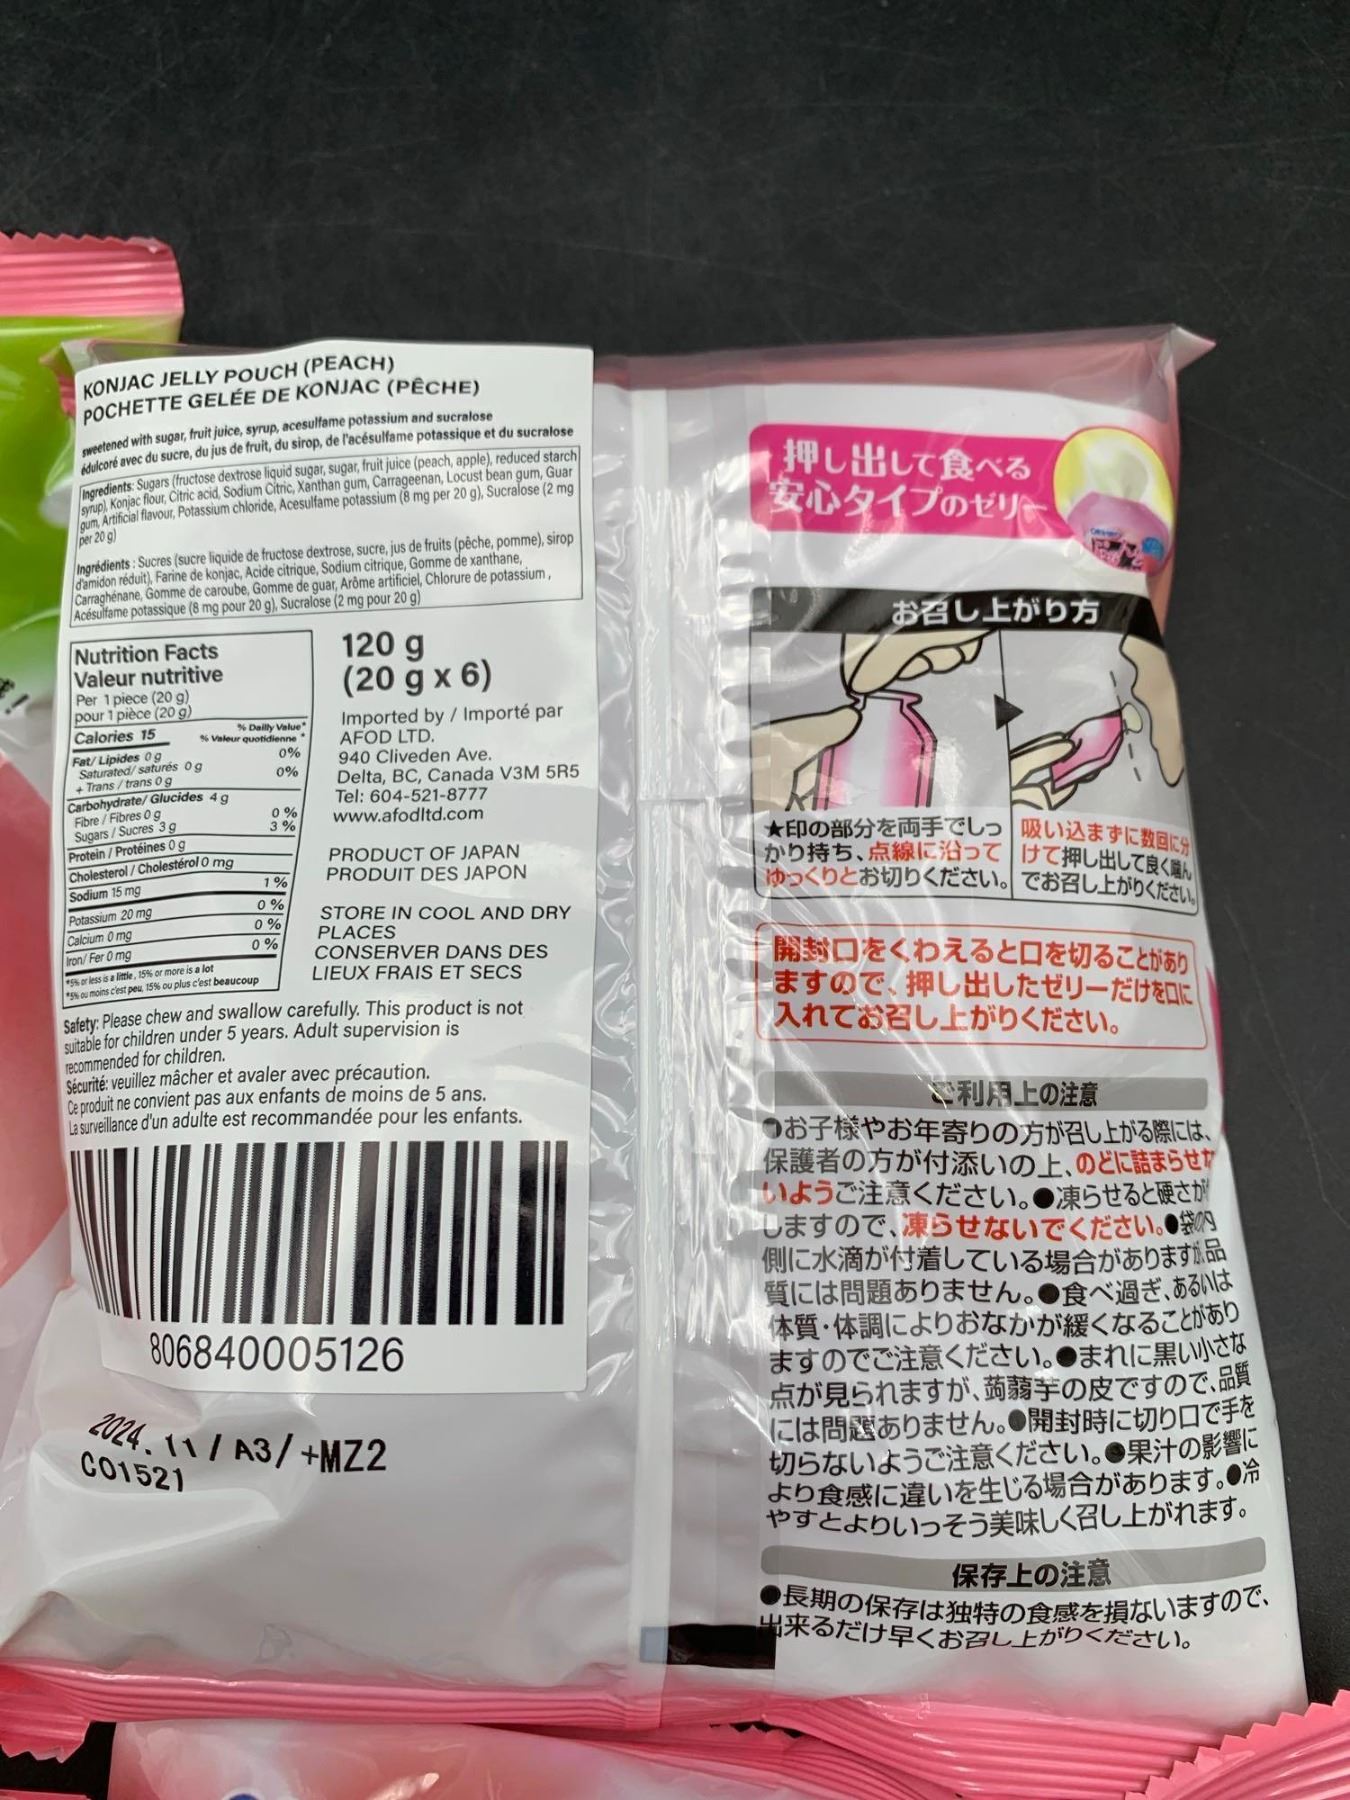 KONJAC JELLY POUCH (PEACH)
POCHETTE GELÉE DE KONJAC (PÊCHE)
sweetened with sugar, fruit juice, syrup, acesulfame potassium and sucralose
édulcoré avec du sucre, du jus de fruit, du sirop, de l'acésulfame potassique et du sucralose
Ingredients: Sugars (fructose dextrose liquid sugar, sugar, fruit juice (peach, apple), reduced starch
syrup), Konjac flour, Citric acid, Sodium Citric, Xanthan gum, Carrageenan, Locust bean gum, Guar
gum, Artificial flavour, Potassium chloride, Acesulfame potassium (8 mg per 20 g), Sucralose (2 mg
per 20 g)
Ingrédients : Sucres (sucre liquide de fructose dextrose, sucre, jus de fruits (pêche, pomme), sirop
d'amidon réduit), Farine de konjac, Acide citrique, Sodium citrique, Gomme de xanthane,
Carraghénane, Gomme de caroube, Gomme de guar, Arôme artificiel, Chlorure de potassium,
Acésulfame potassique (8 mg pour 20 g), Sucralose (2 mg pour 20 g)
Nutrition Facts
Valeur nutritive
Per 1 piece (20 g)
pour 1 pièce (20 g)
% Dailly Value*
Calories 15 % Valeur quotidienne *
Fat/ Lipides 0 g 0%
Saturated/ saturés 0 g
+ Trans / trans 0 g 0%
Carbohydrate/ Glucides 4 g
Fibre / Fibres 0 g 0 %
Sugars / Sucres 3 g 3 %
Protein / Protéines 0 g
Cholesterol / Cholestérol 0 mg
Sodium 15 mg 1 %
Potassium 20 mg 0 %
Calcium 0 mg 0 %
Iron/ Fer 0 mg 0 %
*5% or less is a little, 15% or more is a lot
*5% ou moins c'est peu, 15% ou plus c'est beaucoup
120 g
(20 g x 6)
Imported by / Importé par
AFOD LTD.
940 Cliveden Ave.
Delta, BC, Canada V3M 5R5
Tel: 604-521-8777
www.afodltd.com
PRODUCT OF JAPAN
PRODUIT DES JAPON
STORE IN COOL AND DRY
PLACES
CONSERVER DANS DES
LIEUX FRAIS ET SECS
Safety: Please chew and swallow carefully. This product is not
suitable for children under 5 years. Adult supervision is
recommended for children.
Sécurité: veuillez mâcher et avaler avec précaution.
Ce produit ne convient pas aux enfants de moins de 5 ans.
La surveillance d'un adulte est recommandée pour les enfants.
806840005126
2024.11/A3/+MZ2
C01521
押し出して食べる
安心タイプのゼリー
お召し上がり方
★印の部分を両手でしっ
かり持ち、点線に沿って
ゆっくりとお切りください。
吸い込まずに数回に分
けて押し出して良く噛ん
でお召し上がりください。
開封口をくわえると口を切ることがあり
ますので、押し出したゼリーだけを口に
入れてお召し上がりください。
ご利用上の注意
●お子様やお年寄りの方が召し上がる際には、
保護者の方が付添いの上、のどに詰まらせな
いようご注意ください。●凍らせると硬さが
しますので、凍らせないでください。●袋の内
側に水滴が付着している場合がありますが、品
質には問題ありません。●食べ過ぎ、あるいは
体質・体調によりおなかが緩くなることがあり
ますのでご注意ください。●まれに黒い小さな
点が見られますが、蒟蒻芋の皮ですので、品質
には問題ありません。●開封時に切り口で手を
切らないようご注意ください。●果汁の影響に
より食感に違いを生じる場合があります。●冷
やすとよりいっそう美味しく召し上がれます。
保存上の注意
●長期の保存は独特の食感を損ないますので、
出来るだけ早くお召し上がりください。